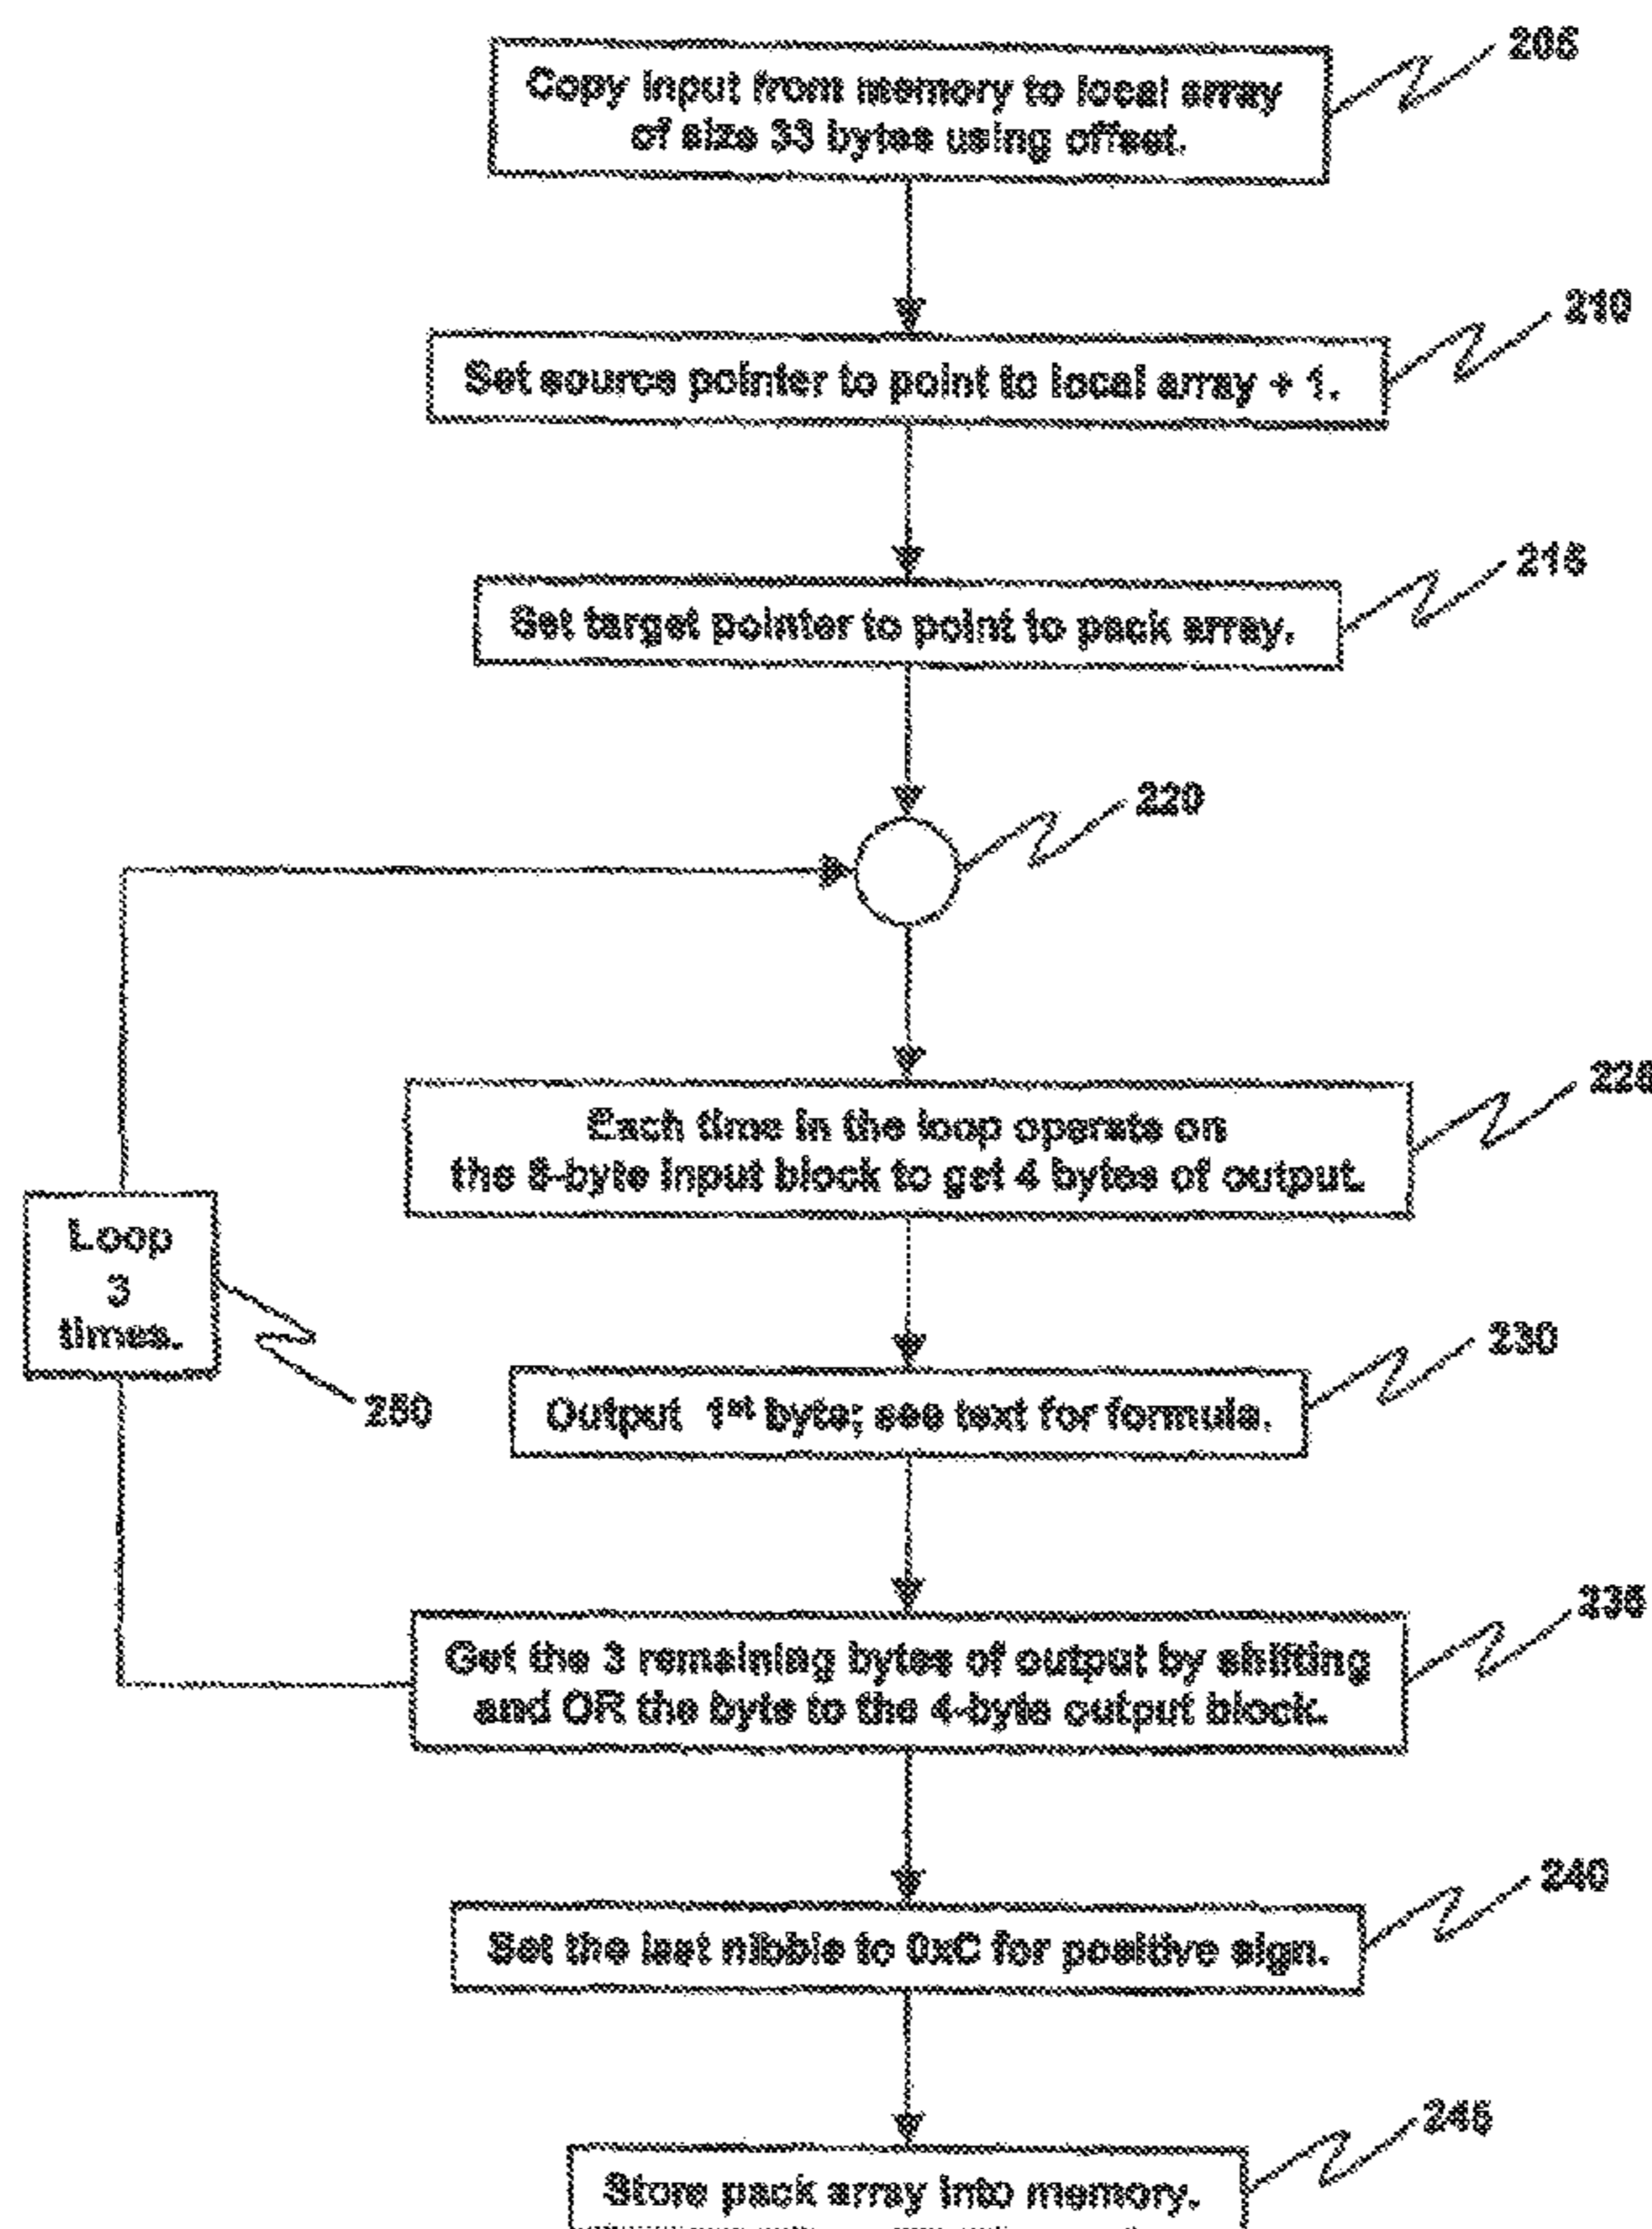 205
Copy input from memory to local array
of size 33 bytes using offset.
210
Set source pointer to point to local array + 1.
215
Set target pointer to point to pack array.
220
225
Each time in the loop operate on
the 8-byte input block to get 4 bytes of output.
Loop
3
times.
250
230
Output 1st byte; see text for formula.
235
Get the 3 remaining bytes of output by shifting
and OR the byte to the 4-byte output block.
240
Set the last nibble to 0xC for positive sign.
245
Store pack array into memory.